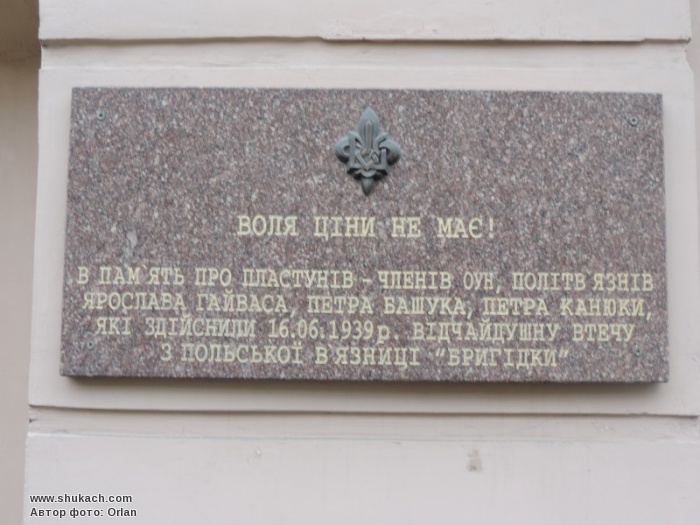 ВОЛЯ ЦІНИ НЕ МАЄ!
В ПАМ'ЯТЬ ПРО ПЛАСТУНІВ - ЧЛЕНІВ ОУН, ПОЛІТВ'ЯЗНІВ
ЯРОСЛАВА ГАЙВАСА, ПЕТРА БАШУКА, ПЕТРА КАНЮКИ,
ЯКІ ЗДІЙСНИЛИ 16.06.1939р. ВІДЧАЙДУШНУ ВТЕЧУ
З ПОЛЬСЬКОЇ В'ЯЗНИЦІ "БРИГІДКИ"
www.shukach.com
Автор фото: Orlan